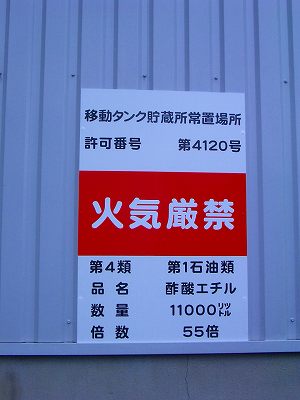 移動タンク貯蔵所常置場所
許可番号 第4120号
火気厳禁
第4類 第1石油類
品名 酢酸エチル
数量 11000リットル
倍数 55倍